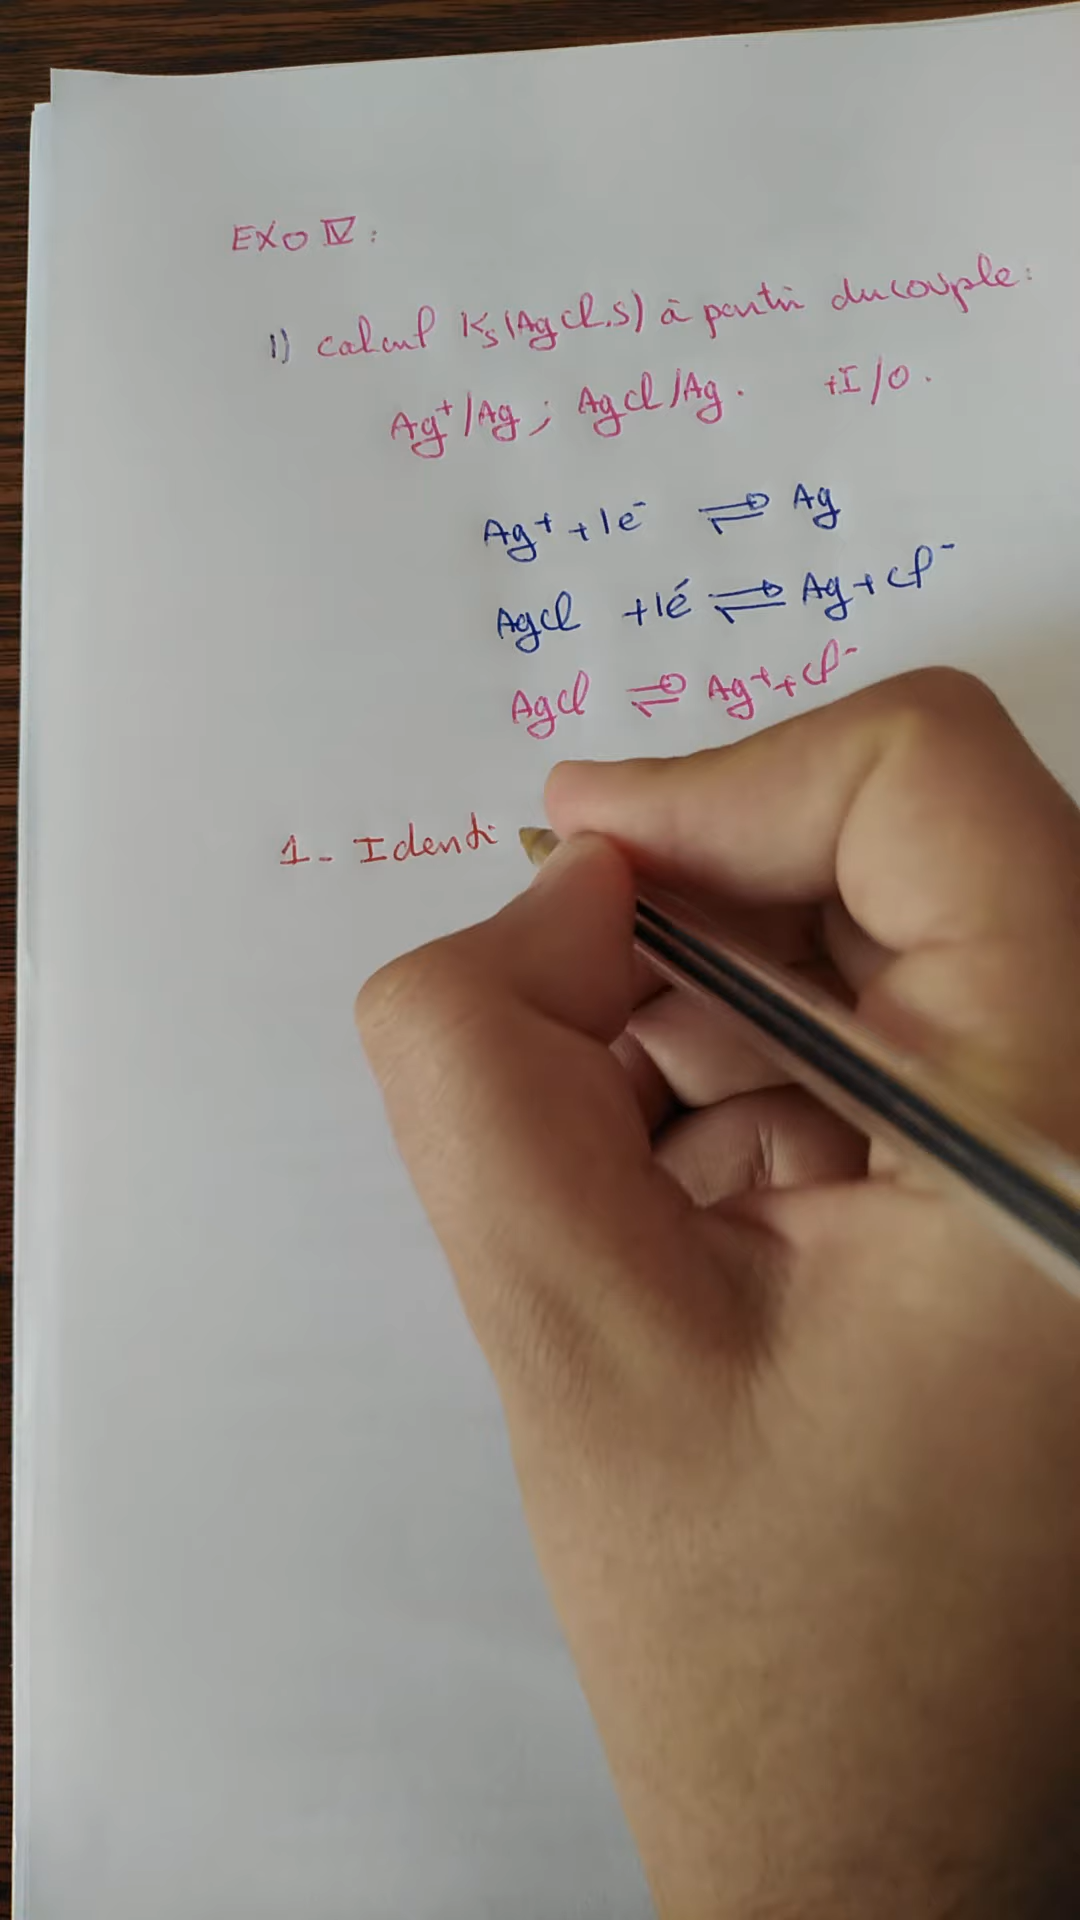 EXO IV :
1) calcul Ks (AgCl,s) à partir du couple :
Ag⁺/Ag ; AgCl/Ag. +I/0.
Ag⁺ + 1e⁻ ⇌ Ag
AgCl + 1e⁻ ⇌ Ag + Cl⁻
AgCl ⇌ Ag⁺ + Cl⁻
1- Identi